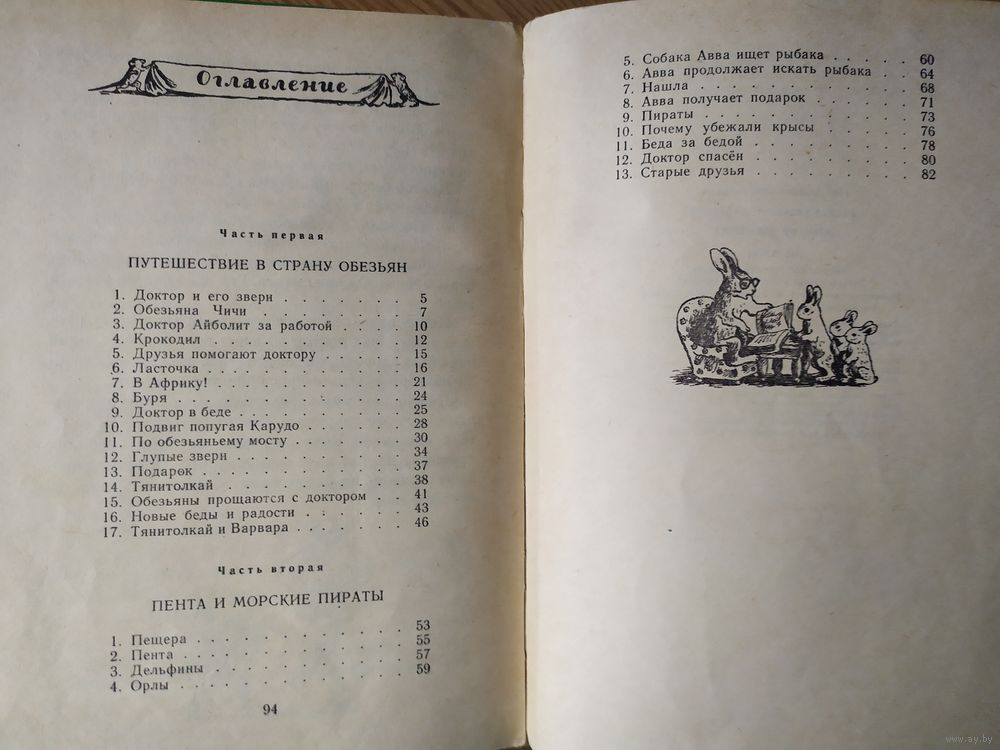 Оглавление
Часть первая
ПУТЕШЕСТВИЕ В СТРАНУ ОБЕЗЬЯН
1. Доктор и его звери . . . . . . . 5
2. Обезьяна Чичи . . . . . . . . 7
3. Доктор Айболит за работой . . . . 10
4. Крокодил . . . . . . . . . . 12
5. Друзья помогают доктору . . . . . 15
6. Ласточка . . . . . . . . . . 16
7. В Африку! . . . . . . . . . . 21
8. Буря . . . . . . . . . . . 24
9. Доктор в беде . . . . . . . . . 25
10. Подвиг попугая Карудо . . . . . . 28
11. По обезьяньему мосту . . . . . . 30
12. Глупые звери . . . . . . . . . 34
13. Подарок . . . . . . . . . . 37
14. Тянитолкай . . . . . . . . . 38
15. Обезьяны прощаются с доктором . . 41
16. Новые беды и радости . . . . . . 43
17. Тянитолкай и Варвара . . . . . . 46
Часть вторая
ПЕНТА И МОРСКИЕ ПИРАТЫ
1. Пещера . . . . . . . . . . 53
2. Пента . . . . . . . . . . . 55
3. Дельфины . . . . . . . . . . 57
4. Орлы . . . . . . . . . . . 59
94
5. Собака Авва ищет рыбака . . . . . 60
6. Авва продолжает искать рыбака . . 64
7. Нашла . . . . . . . . . . . 68
8. Авва получает подарок . . . . . . 71
9. Пираты . . . . . . . . . . 73
10. Почему убежали крысы . . . . . 76
11. Беда за бедой . . . . . . . . . 78
12. Доктор спасён . . . . . . . . . 80
13. Старые друзья . . . . . . . . . 82
www.ay.by